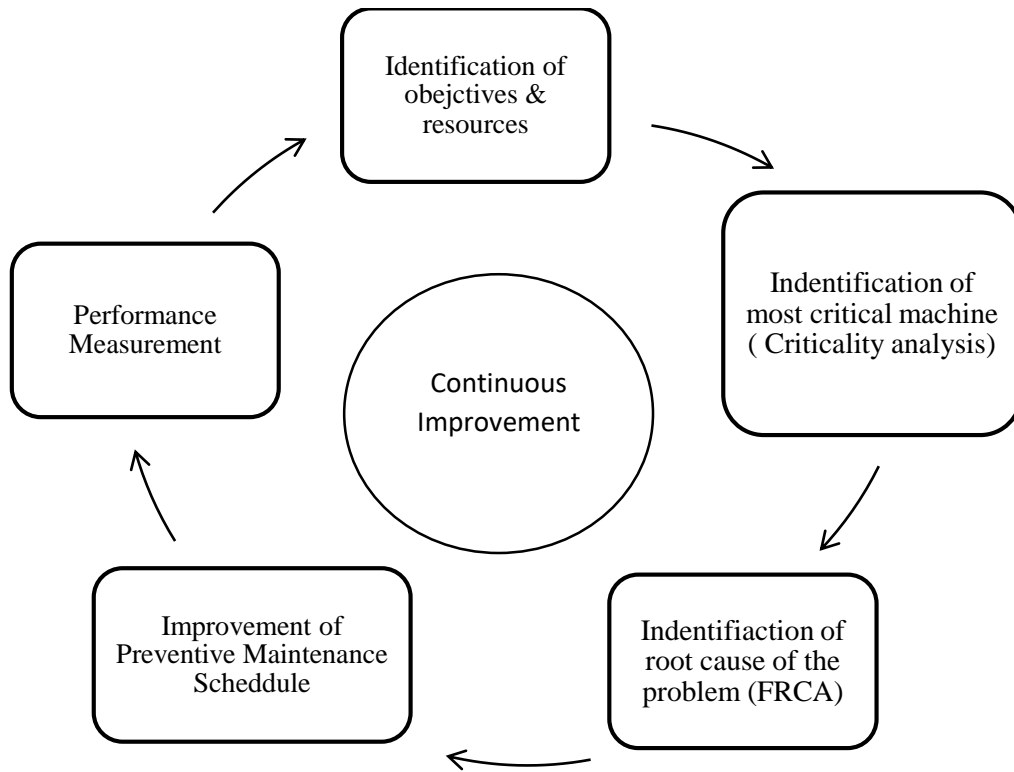 Identification of
obejctives &
resources
Indentification of
most critical machine
( Criticality analysis)
Indentifiaction of
root cause of the
problem (FRCA)
Improvement of
Preventive Maintenance
Scheddule
Performance
Measurement
Continuous
Improvement